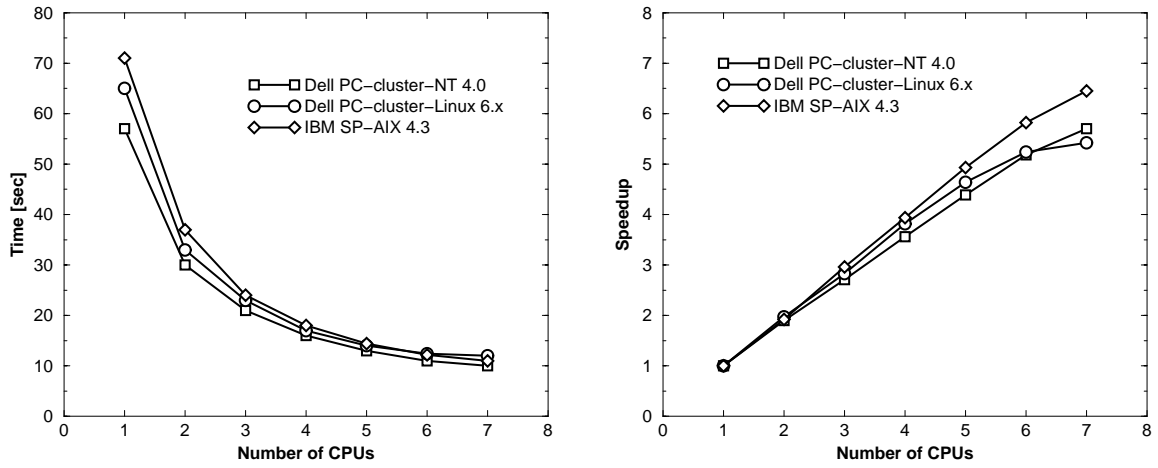 80
70
60
50
40
30
20
10
0
Time [sec]
Dell PC−cluster−NT 4.0
Dell PC−cluster−Linux 6.x
IBM SP−AIX 4.3
0 1 2 3 4 5 6 7 8
Number of CPUs
8
7
6
5
4
3
2
1
0
Speedup
Dell PC−cluster−NT 4.0
Dell PC−cluster−Linux 6.x
IBM SP−AIX 4.3
0 1 2 3 4 5 6 7 8
Number of CPUs